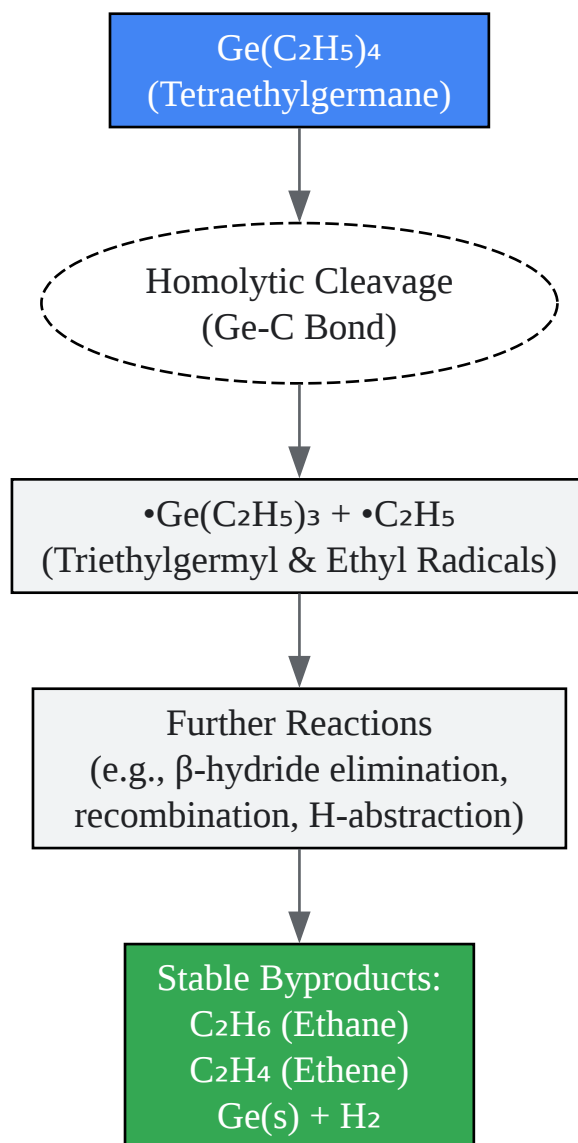 Ge(C₂H₅)₄
(Tetraethylgermane)
Homolytic Cleavage
(Ge-C Bond)
•Ge(C₂H₅)₃ + •C₂H₅
(Triethylgermyl & Ethyl Radicals)
Further Reactions
(e.g., β-hydride elimination,
recombination, H-abstraction)
Stable Byproducts:
C₂H₆ (Ethane)
C₂H₄ (Ethene)
Ge(s) + H₂